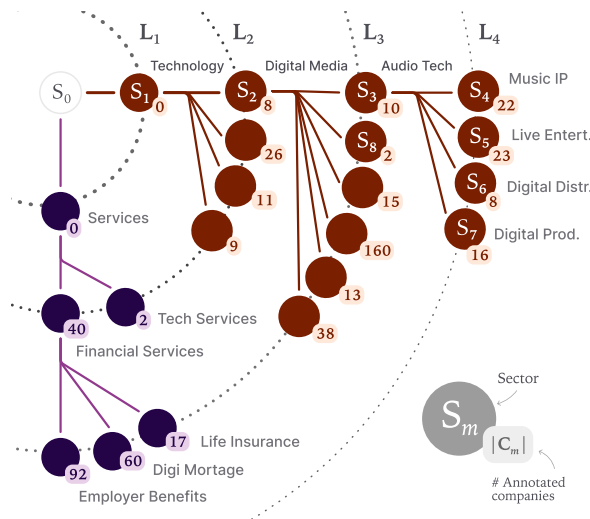 L1 L2 L3 L4
Technology Digital Media Audio Tech
S0 S1 0 S2 8 S3 10 S4 22 Music IP
26 S8 2 S5 23 Live Entert.
11 15 S6 8 Digital Distr.
0 Services 9 160 S7 16 Digital Prod.
13
40 2 Tech Services 38
Financial Services
Sector
Sm
|Cm|
17 Life Insurance
92 60 Digi Mortage
# Annotated
companies
Employer Benefits